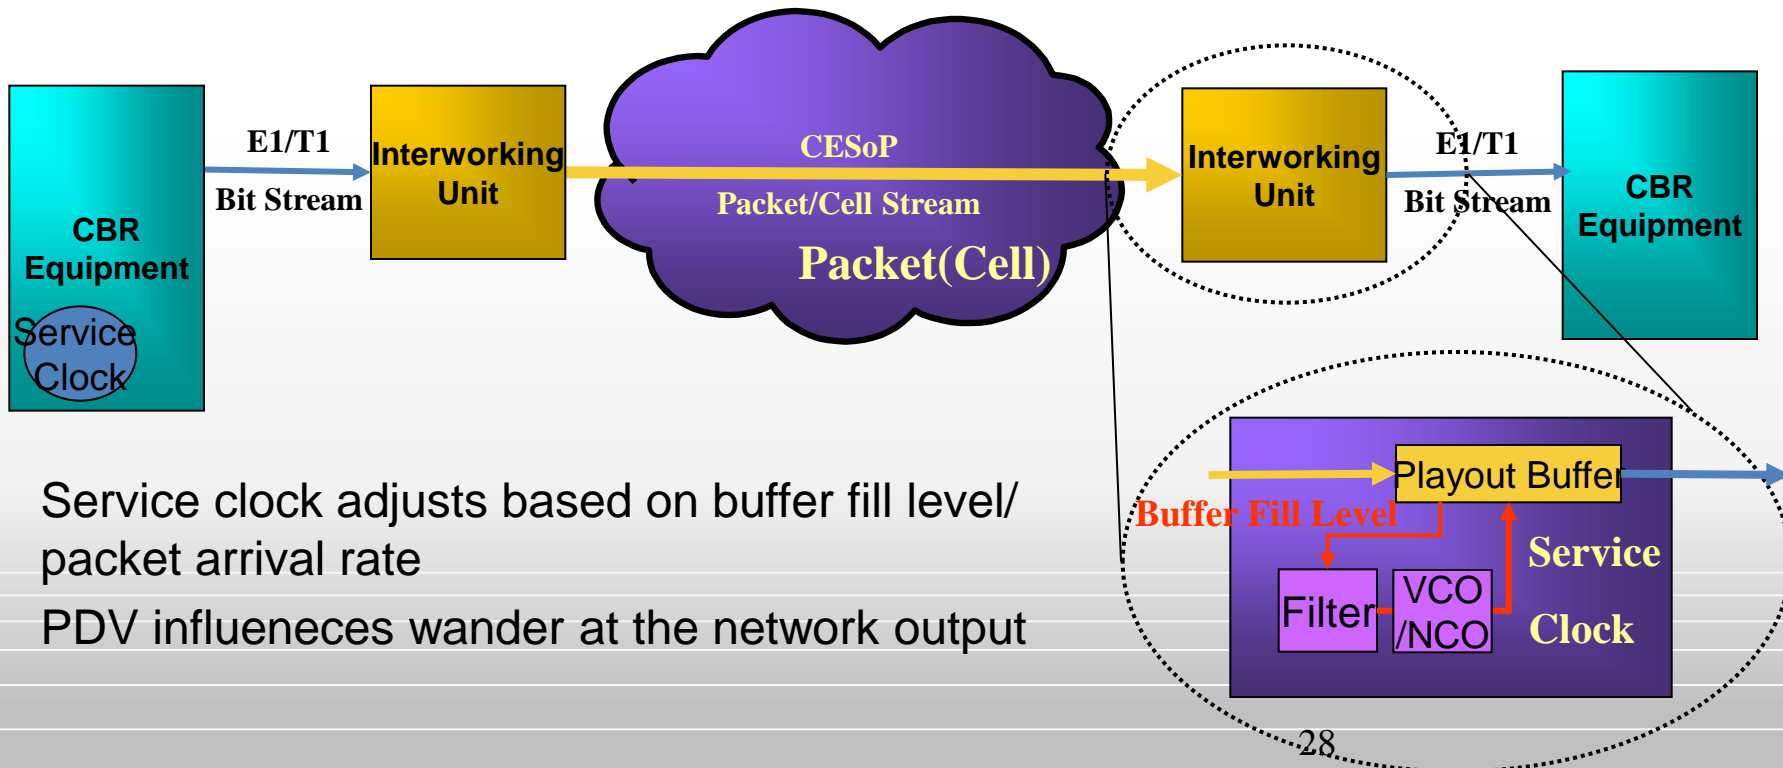 CBR
Equipment
Service
Clock
E1/T1
Bit Stream
Interworking
Unit
CESoP
Packet/Cell Stream
Packet(Cell)
Interworking
Unit
E1/T1
Bit Stream
CBR
Equipment
Playout Buffer
Buffer Fill Level
Filter
VCO
/NCO
Service
Clock
Service clock adjusts based on buffer fill level/
packet arrival rate
PDV influeneces wander at the network output
28